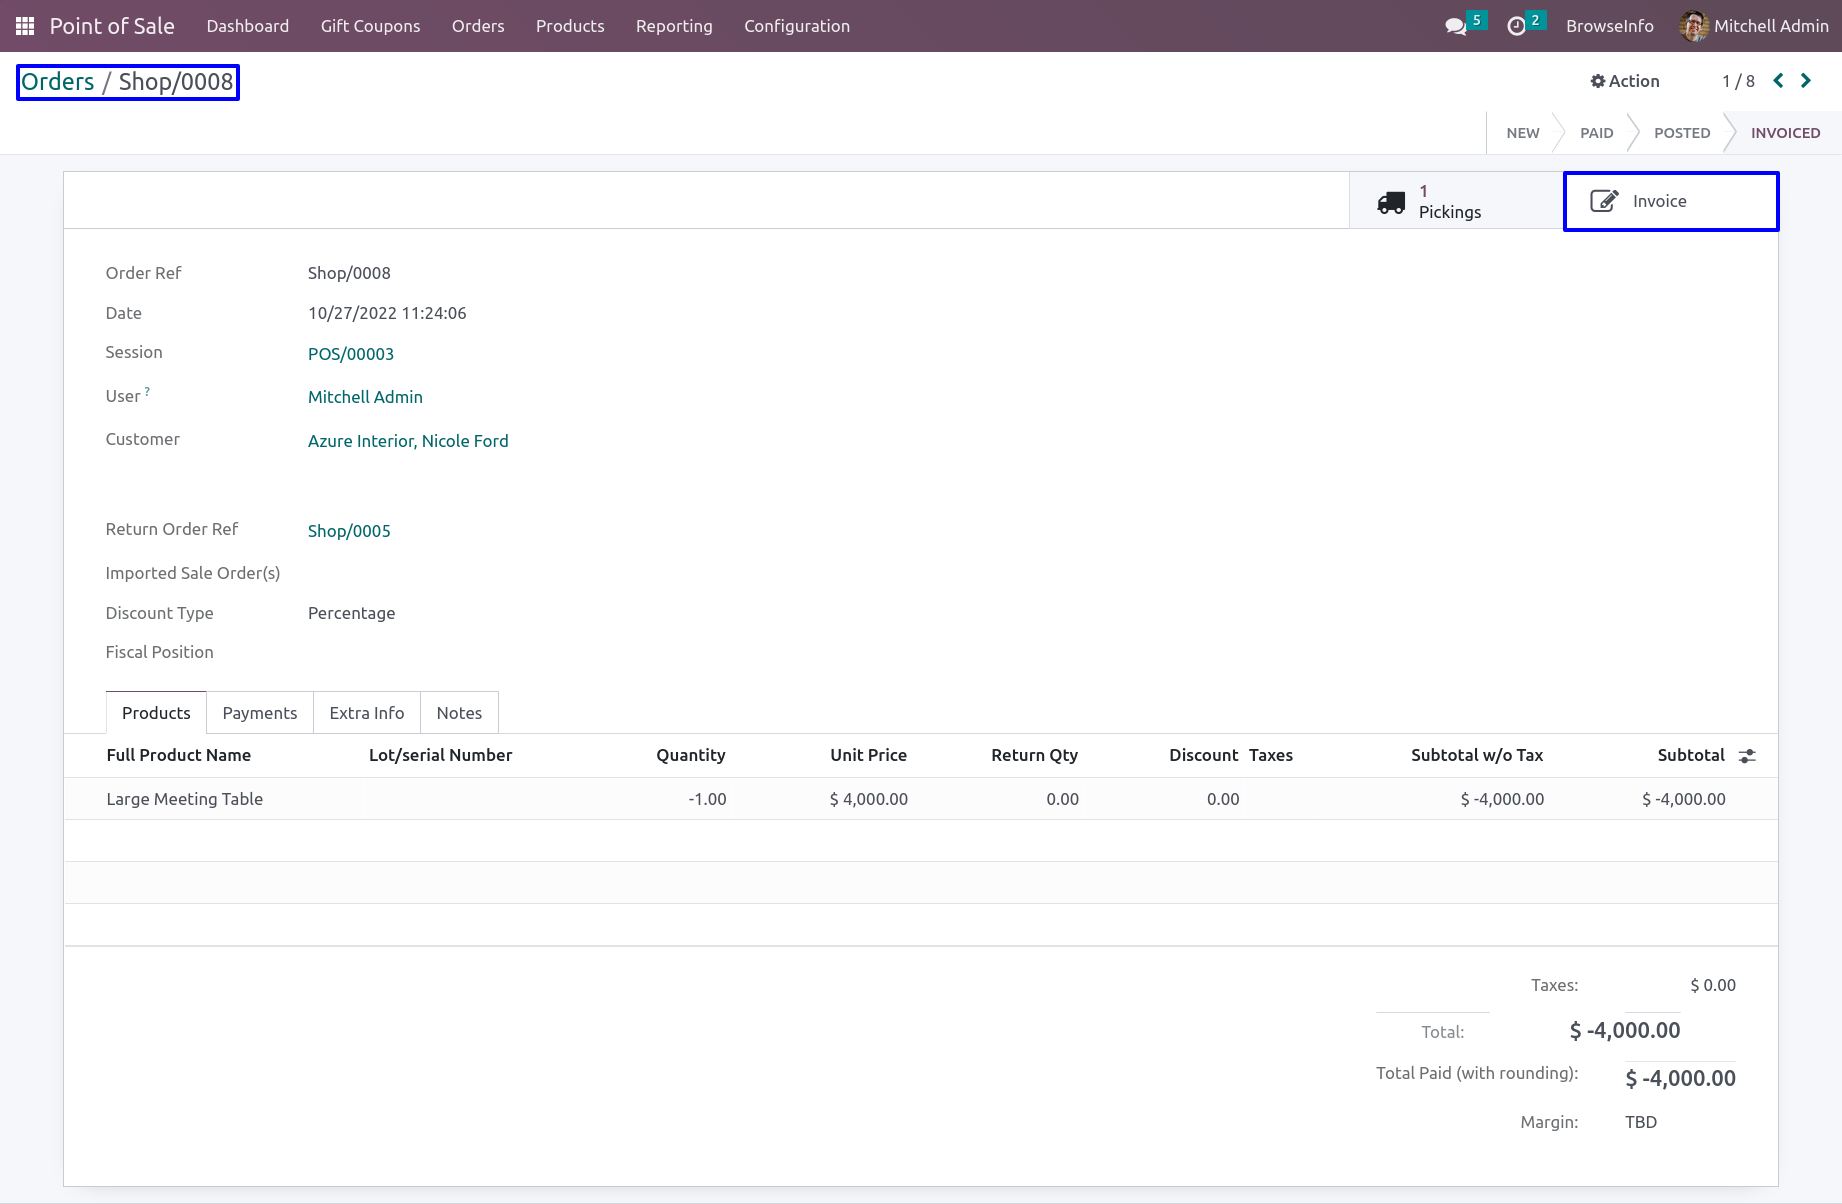 Point of Sale Dashboard Gift Coupons Orders Products Reporting Configuration 5 2 BrowseInfo Mitchell Admin
Orders / Shop/0008 Action 1 / 8
NEW PAID POSTED INVOICED
1
Pickings Invoice
Order Ref Shop/0008
Date 10/27/2022 11:24:06
Session POS/00003
User ? Mitchell Admin
Customer Azure Interior, Nicole Ford
Return Order Ref Shop/0005
Imported Sale Order(s)
Discount Type Percentage
Fiscal Position
Products Payments Extra Info Notes
Full Product Name Lot/serial Number Quantity Unit Price Return Qty Discount Taxes Subtotal w/o Tax Subtotal
Large Meeting Table -1.00 $ 4,000.00 0.00 0.00 $ -4,000.00 $ -4,000.00
Taxes: $ 0.00
Total: $ -4,000.00
Total Paid (with rounding): $ -4,000.00
Margin: TBD